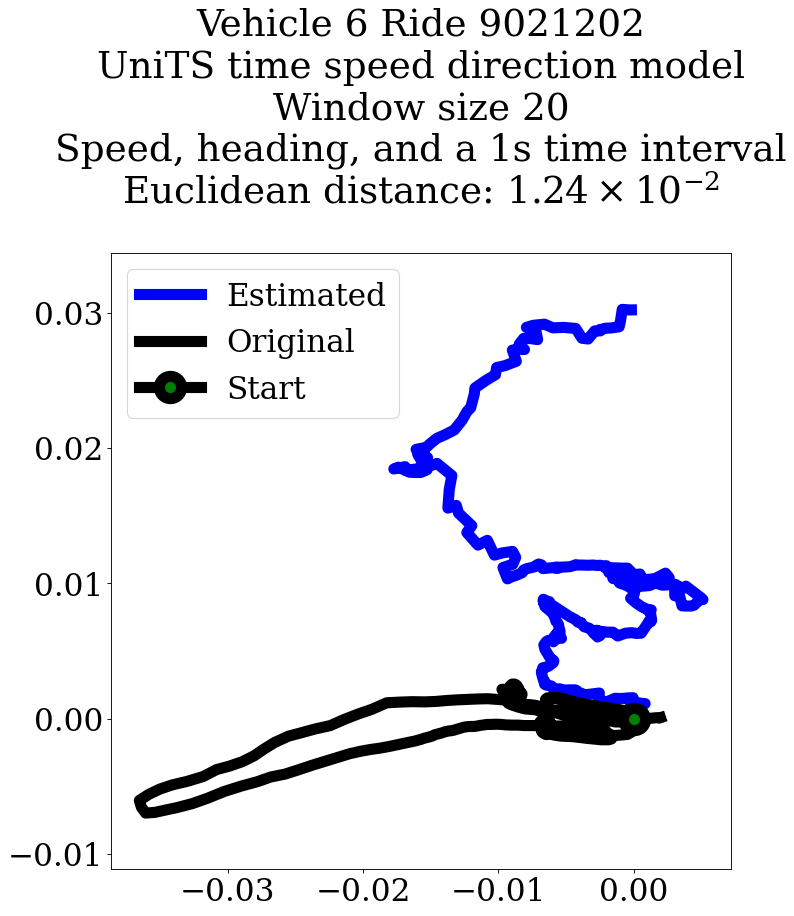 Vehicle 6 Ride 9021202
UniTS time speed direction model
Window size 20
Speed, heading, and a 1s time interval
Euclidean distance: 1.24 × 10⁻²
Estimated
Original
Start
0.03
0.02
0.01
0.00
−0.01
−0.03
−0.02
−0.01
0.00